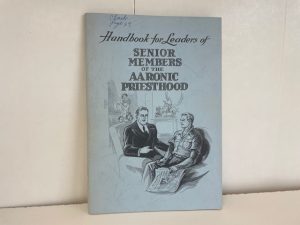 Handbook for Leaders of
SENIOR
MEMBERS
OF THE
AARONIC
PRIESTHOOD